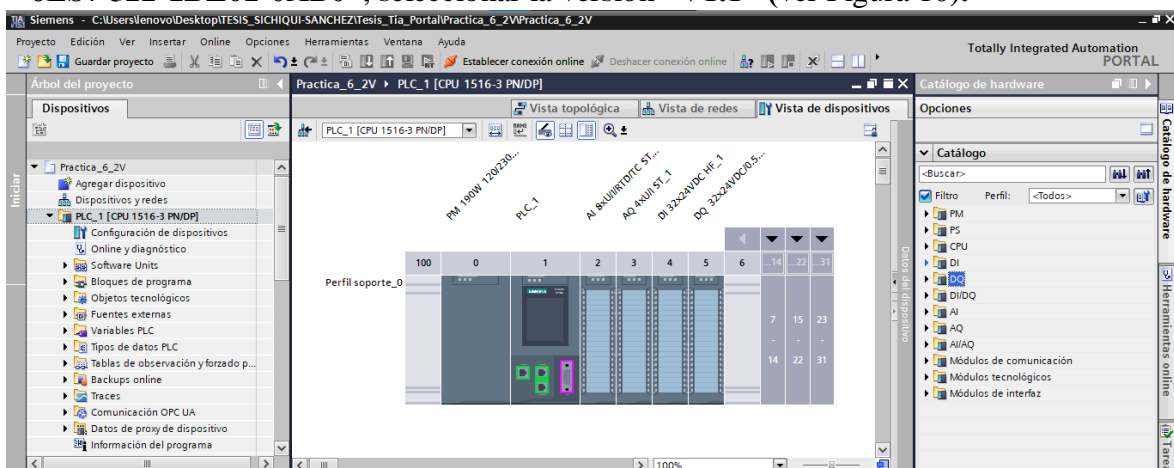 Siemens - C:\Users\lenovo\Desktop\TESIS_SICHIQUI-SANCHEZ\Tesis_Tia_Portal\Practica_6_2V\Practica_6_2V
Proyecto Edición Ver Insertar Online Opciones Herramientas Ventana Ayuda
Totally Integrated Automation
PORTAL
Guardar proyecto Establecer conexión online Deshacer conexión online
Árbol del proyecto
Dispositivos
Practica_6_2V
Agregar dispositivo
Dispositivos y redes
PLC_1 [CPU 1516-3 PN/DP]
Configuración de dispositivos
Online y diagnóstico
Software Units
Bloques de programa
Objetos tecnológicos
Fuentes externas
Variables PLC
Tipos de datos PLC
Tablas de observación y forzado p...
Backups online
Traces
Comunicación OPC UA
Datos de proxy de dispositivo
Información del programa
Iniciar
Practica_6_2V PLC_1 [CPU 1516-3 PN/DP]
Vista topológica Vista de redes Vista de dispositivos
PLC_1 [CPU 1516-3 PN/DP]
PM 190W 120/230...
PLC_1
AI 8xU/I/RTD/TC ST...
AQ 4xU/I ST_1
DI 32x24VDC HF_1
DQ 32x24VDC/0.5...
100 0 1 2 3 4 5 6 ...14 ...22 ...31
Perfil soporte_0
7 15 23
- - -
14 22 31
100%
Datos del dispositivo
Catálogo de hardware
Opciones
Catálogo
<Buscar>
Filtro Perfil: <Todos>
PM
PS
CPU
DI
DQ
DI/DQ
AI
AQ
AI/AQ
Módulos de comunicación
Módulos tecnológicos
Módulos de interfaz
Catálogo de hardware
Herramientas online